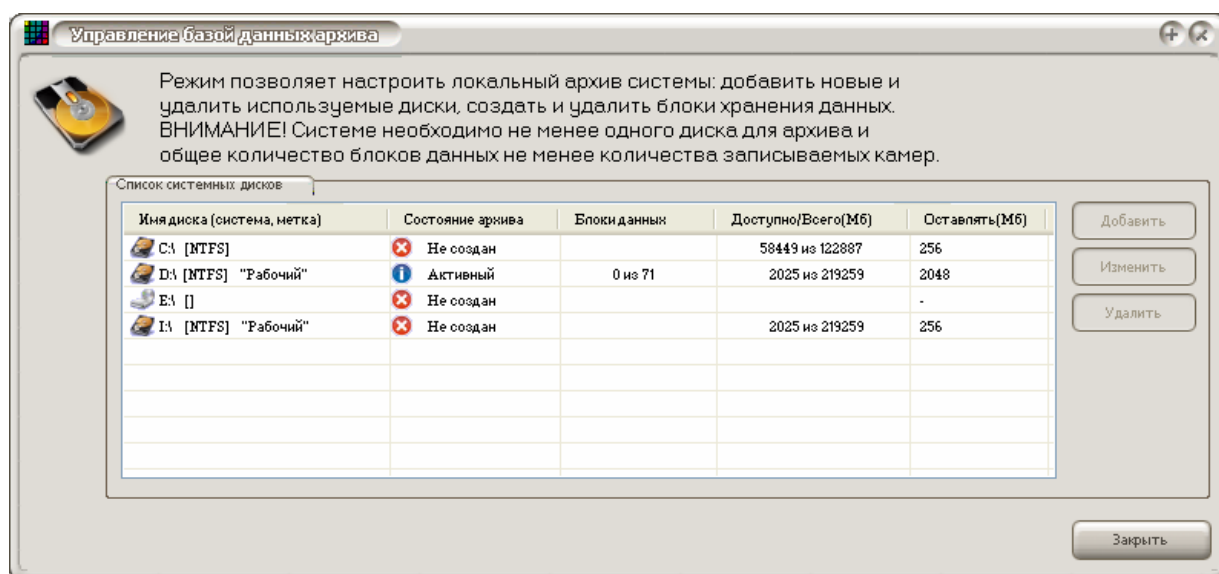 Управление базой данных архива
Режим позволяет настроить локальный архив системы: добавить новые и
удалить используемые диски, создать и удалить блоки хранения данных.
ВНИМАНИЕ! Системе необходимо не менее одного диска для архива и
общее количество блоков данных не менее количества записываемых камер.
Список системных дисков
Имя диска (система, метка) Состояние архива Блоки данных Доступно/Всего(Мб) Оставлять(Мб)
C:\ [NTFS] Не создан 58449 из 122887 256
D:\ [NTFS] "Рабочий" Активный 0 из 71 2025 из 219259 2048
E:\ [] Не создан -
I:\ [NTFS] "Рабочий" Не создан 2025 из 219259 256
Добавить
Изменить
Удалить
Закрыть